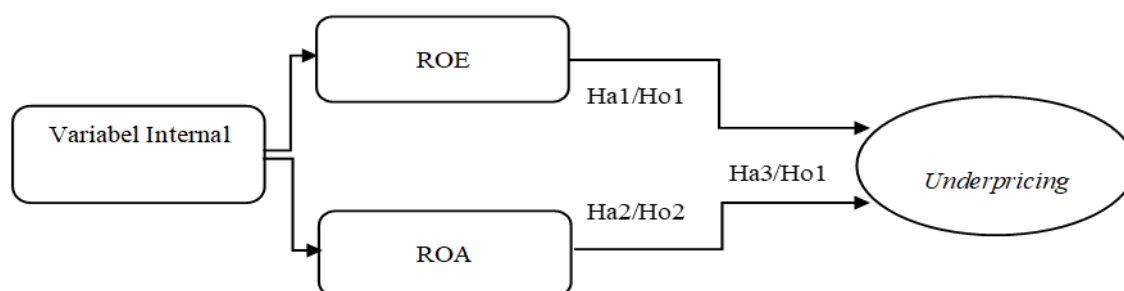 ROE
Ha1/Ho1
Variabel Internal
Ha3/Ho1
Underpricing
Ha2/Ho2
ROA